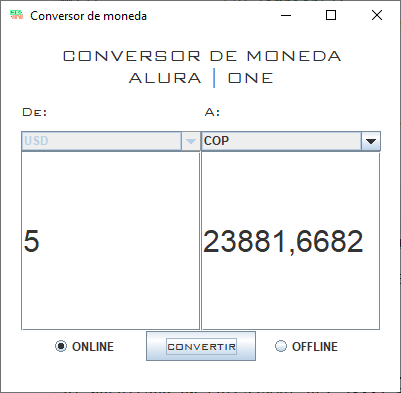 Conversor de moneda
CONVERSOR DE MONEDA
ALURA | ONE
De: A:
USD COP
5 23881,6682
ONLINE CONVERTIR OFFLINE